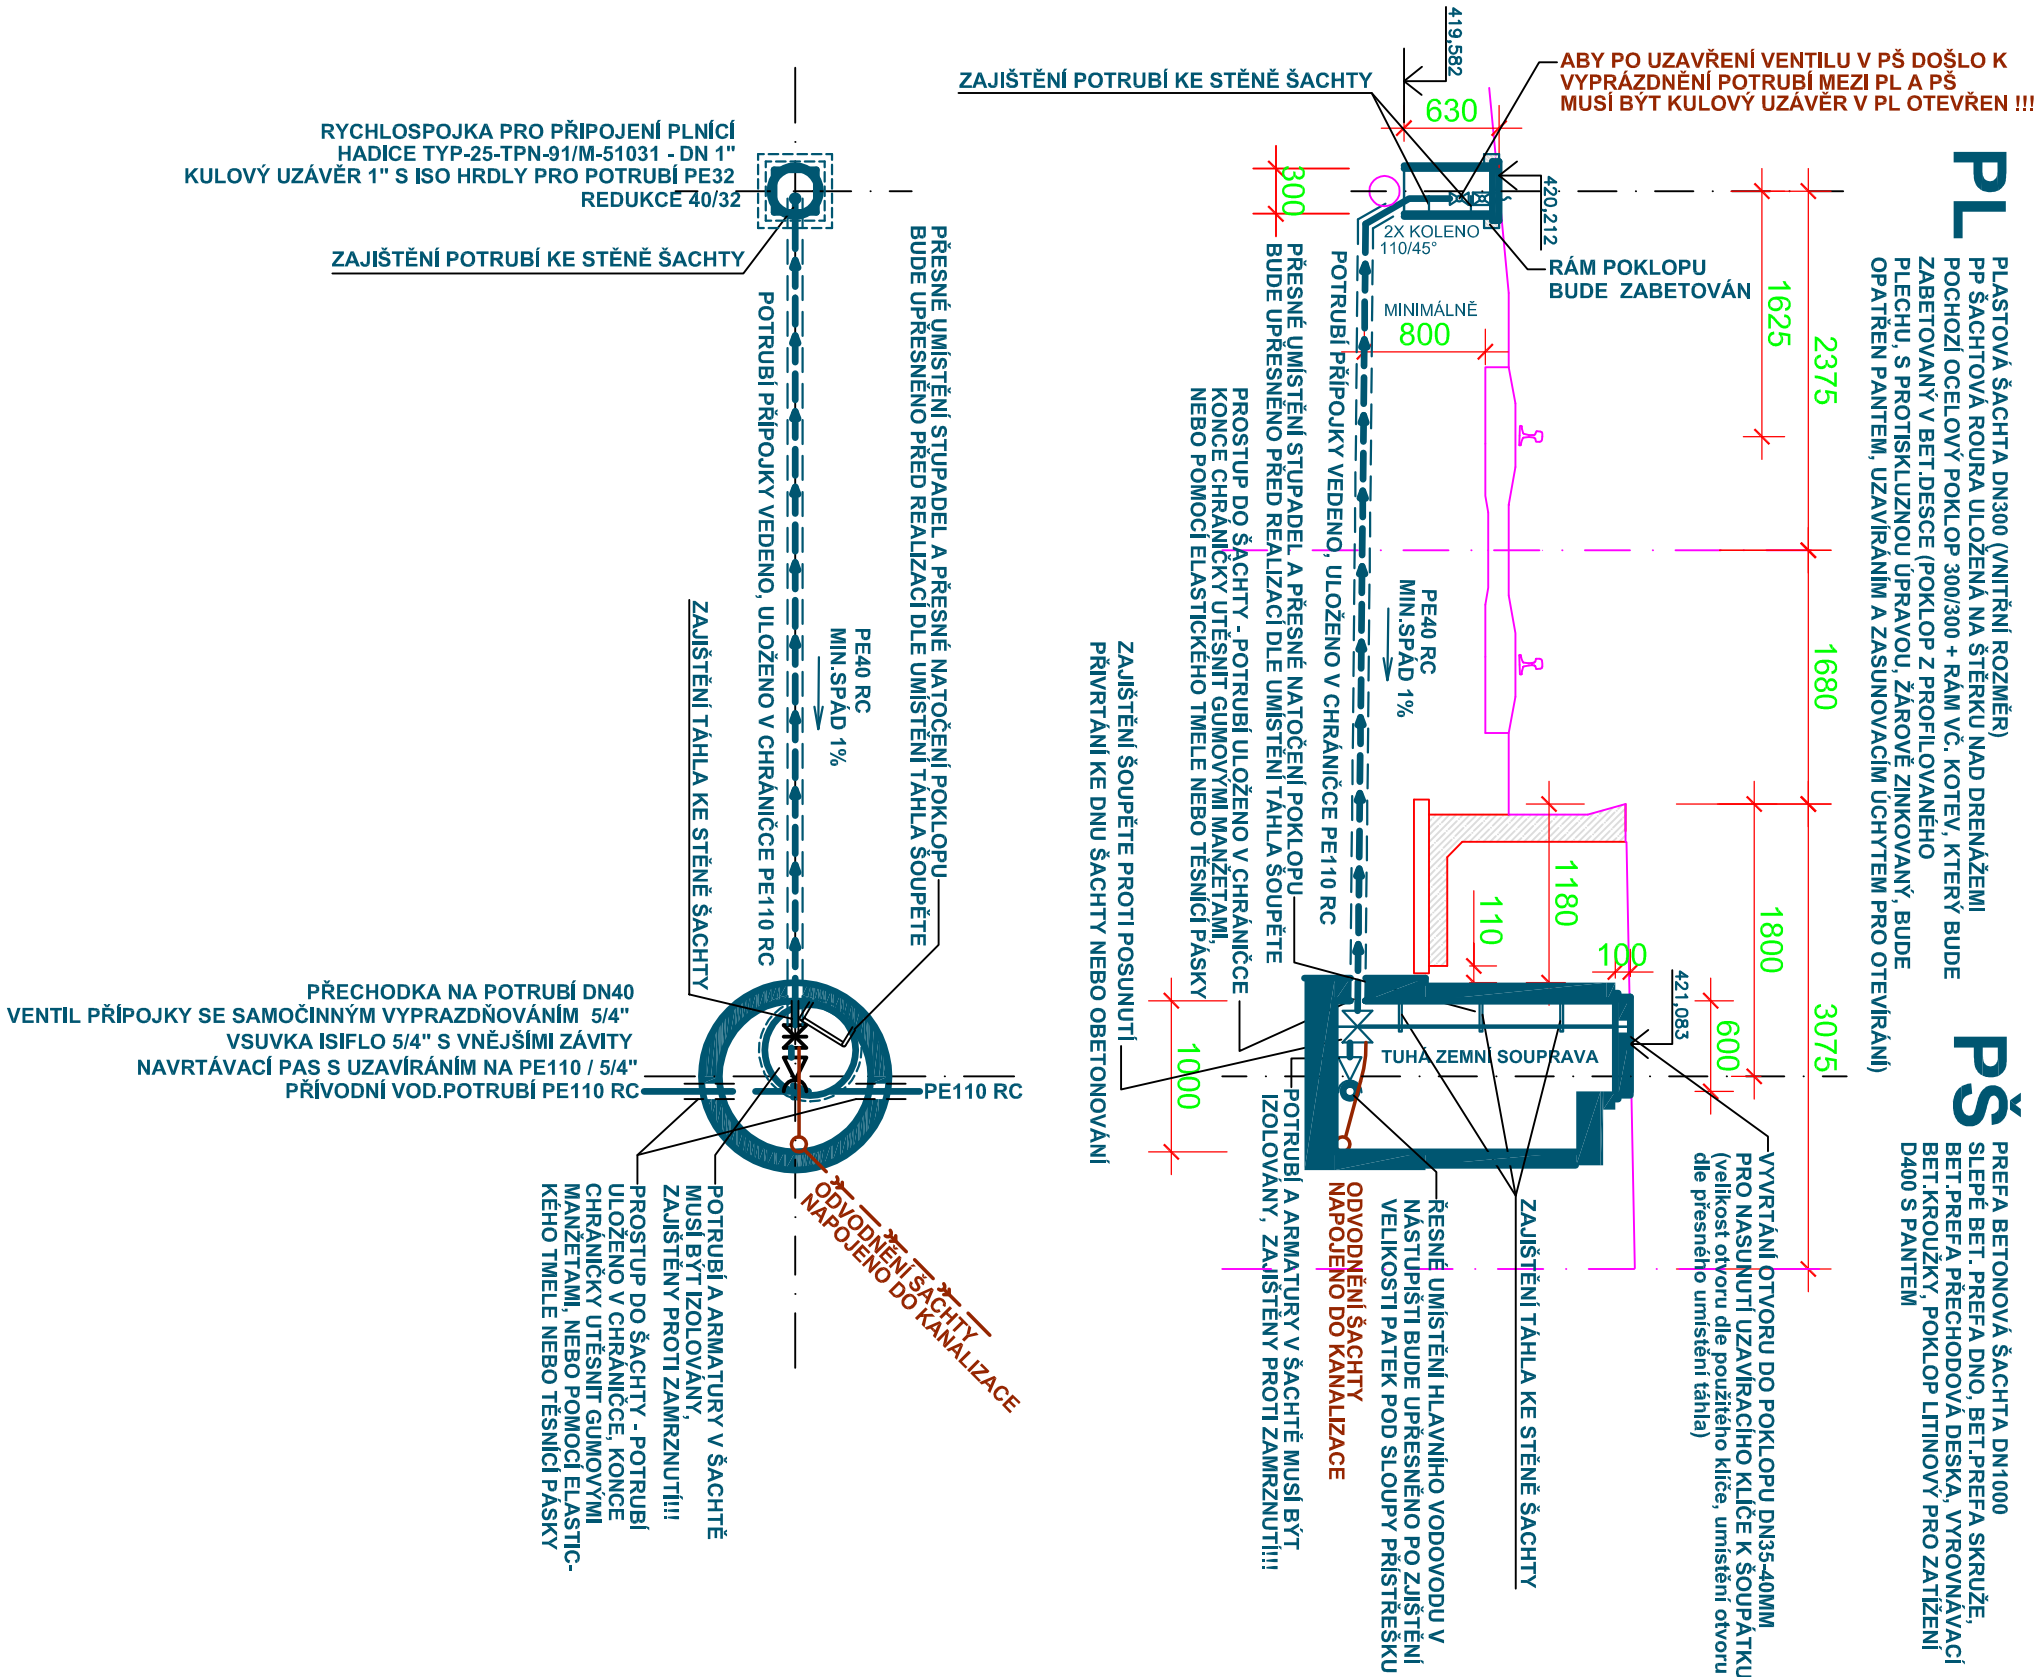 419,582
ABY PO UZAVŘENÍ VENTILU V PŠ DOŠLO K
VYPRÁZDNĚNÍ POTRUBÍ MEZI PL A PŠ
MUSÍ BÝT KULOVÝ UZÁVĚR V PL OTEVŘEN !!!
ZAJIŠTĚNÍ POTRUBÍ KE STĚNĚ ŠACHTY
630
RYCHLOSPOJKA PRO PŘIPOJENÍ PLNÍCÍ
HADICE TYP-25-TPN-91/M-51031 - DN 1"
KULOVÝ UZÁVĚR 1" S ISO HRDLY PRO POTRUBÍ PE32
REDUKCE 40/32
ZAJIŠTĚNÍ POTRUBÍ KE STĚNĚ ŠACHTY
300
420,212
2X KOLENO
110/45°
RÁM POKLOPU
BUDE ZABETOVÁN
MINIMÁLNĚ
800
1625
2375
1680
PL
PLASTOVÁ ŠACHTA DN300 (VNITŘNÍ ROZMĚR)
PP ŠACHTOVÁ ROURA ULOŽENÁ NA ŠTĚRKU NAD DRENÁŽEMI
POCHOZÍ OCELOVÝ POKLOP 300/300 + RÁM VČ. KOTEV, KTERÝ BUDE
ZABETOVANÝ V BET.DESCE (POKLOP Z PROFILOVANÉHO
PLECHU, S PROTISKLUZNOU ÚPRAVOU, ŽÁROVĚ ZINKOVANÝ, BUDE
OPATŘEN PANTEM, UZAVÍRÁNÍM A ZASUNOVACÍM ÚCHYTEM PRO OTEVÍRÁNÍ)
PŘESNÉ UMÍSTĚNÍ STUPADEL A PŘESNÉ NATOČENÍ POKLOPU
BUDE UPŘESNĚNO PŘED REALIZACÍ DLE UMÍSTĚNÍ TÁHLA ŠOUPĚTE
POTRUBÍ PŘÍPOJKY VEDENO, ULOŽENO V CHRÁNIČCE PE110 RC
PE40 RC
MIN.SPÁD 1%
ZAJIŠTĚNÍ TÁHLA KE STĚNĚ ŠACHTY
POTRUBÍ PŘÍPOJKY VEDENO, ULOŽENO V CHRÁNIČCE PE110 RC
PE40 RC
MIN.SPÁD 1%
PŘESNÉ UMÍSTĚNÍ STUPADEL A PŘESNÉ NATOČENÍ POKLOPU
BUDE UPŘESNĚNO PŘED REALIZACÍ DLE UMÍSTĚNÍ TÁHLA ŠOUPĚTE
PROSTUP DO ŠACHTY - POTRUBÍ ULOŽENO V CHRÁNIČCE
KONCE CHRÁNIČKY UTĚSNIT GUMOVÝMI MANŽETAMI,
NEBO POMOCÍ ELASTICKÉHO TMELE NEBO TĚSNÍCÍ PÁSKY
ZAJIŠTĚNÍ ŠOUPĚTE PROTI POSUNUTÍ
PŘIVRTÁNÍ KE DNU ŠACHTY NEBO OBETONOVÁNÍ
1180
110
100
1800
3075
421,083
600
1000
TUHÁ ZEMNÍ SOUPRAVA
PŘECHODKA NA POTRUBÍ DN40
VENTIL PŘÍPOJKY SE SAMOČINNÝM VYPRAZDŇOVÁNÍM 5/4"
VSUVKA ISIFLO 5/4" S VNĚJŠÍMI ZÁVITY
NAVRTÁVACÍ PAS S UZAVÍRÁNÍM NA PE110 / 5/4"
PŘÍVODNÍ VOD.POTRUBÍ PE110 RC
PE110 RC
PŠ
PREFA BETONOVÁ ŠACHTA DN1000
SLEPÉ BET. PREFA DNO, BET.PREFA SKRUŽE,
BET.PREFA PŘECHODOVÁ DESKA, VYROVNÁVACÍ
BET.KROUŽKY, POKLOP LITINOVÝ PRO ZATÍŽENÍ
D400 S PANTEM
VYVRTÁNÍ OTVORU DO POKLOPU DN35-40MM
PRO NASUNUTÍ UZAVÍRACÍHO KLÍČE K ŠOUPÁTKU
(velikost otvoru dle použitého klíče, umístění otvoru
dle přesného umístění táhla)
ZAJIŠTĚNÍ TÁHLA KE STĚNĚ ŠACHTY
ŘESNÉ UMÍSTĚNÍ HLAVNÍHO VODOVODU V
NÁSTUPIŠTI BUDE UPŘESNĚNO PO ZJIŠTĚNÍ
VELIKOSTI PATEK POD SLOUPY PŘÍSTŘEŠKU
ODVODNĚNÍ ŠACHTY
NAPOJENO DO KANALIZACE
POTRUBÍ A ARMATURY V ŠACHTĚ MUSÍ BÝT
IZOLOVÁNY, ZAJIŠTĚNY PROTI ZAMRZNUTÍ!!!
ODVODNĚNÍ ŠACHTY
NAPOJENO DO KANALIZACE
POTRUBÍ A ARMATURY V ŠACHTĚ
MUSÍ BÝT IZOLOVÁNY,
ZAJIŠTĚNY PROTI ZAMRZNUTÍ!!!
PROSTUP DO ŠACHTY - POTRUBÍ
ULOŽENO V CHRÁNIČCE, KONCE
CHRÁNIČKY UTĚSNIT GUMOVÝMI
MANŽETAMI, NEBO POMOCÍ ELASTIC-
KÉHO TMELE NEBO TĚSNÍCÍ PÁSKY